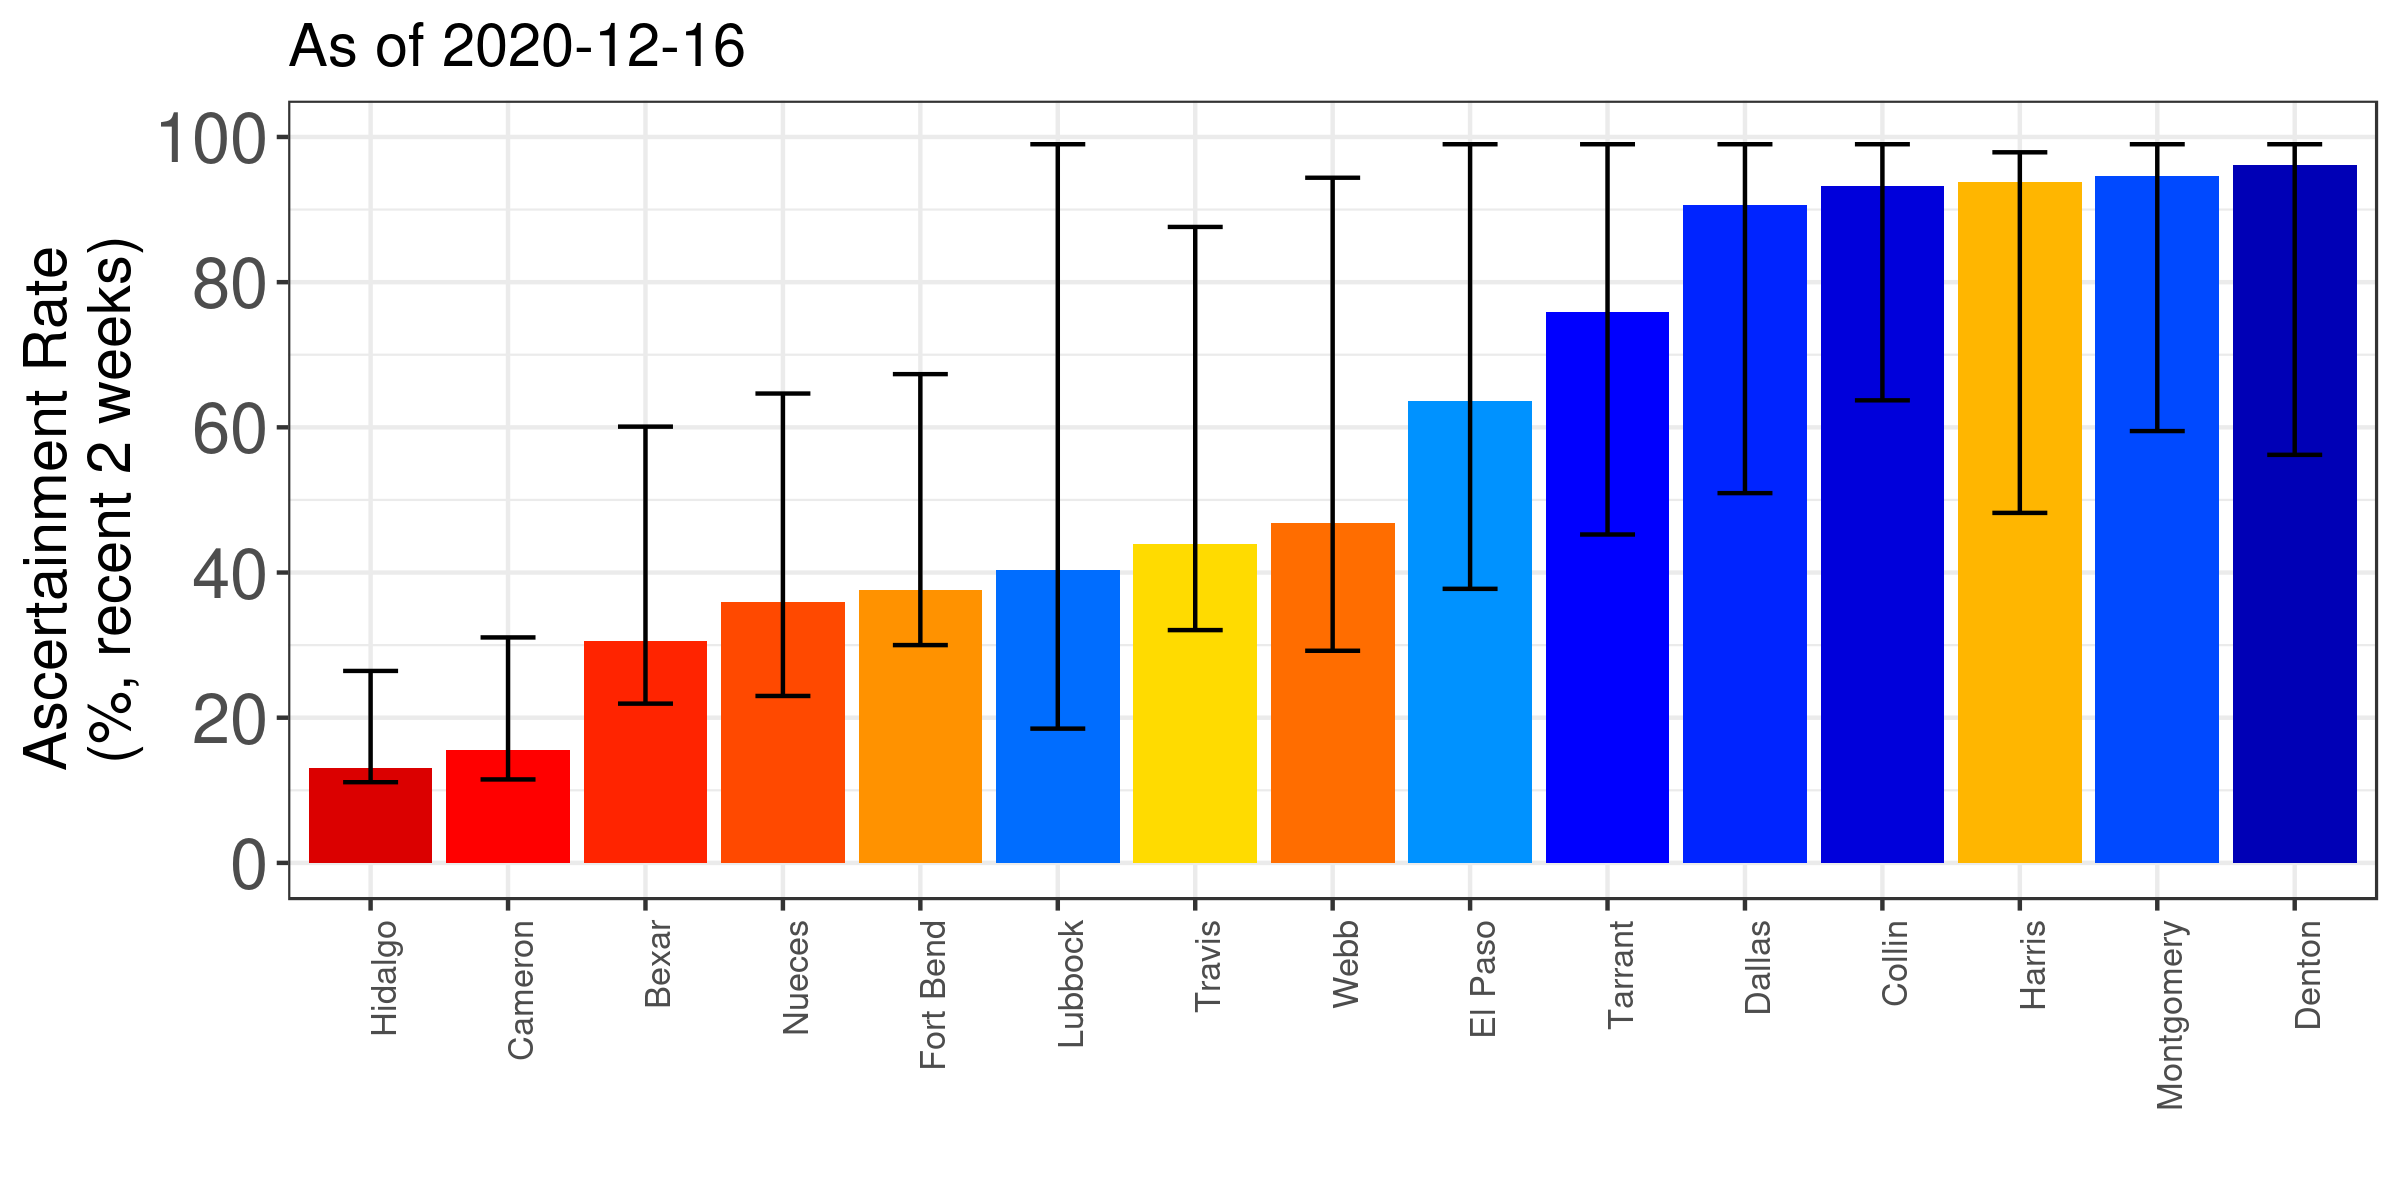 As of 2020-12-16
Ascertainment Rate
(%, recent 2 weeks)
100
80
60
40
20
0
Hidalgo
Cameron
Bexar
Nueces
Fort Bend
Lubbock
Travis
Webb
El Paso
Tarrant
Dallas
Collin
Harris
Montgomery
Denton